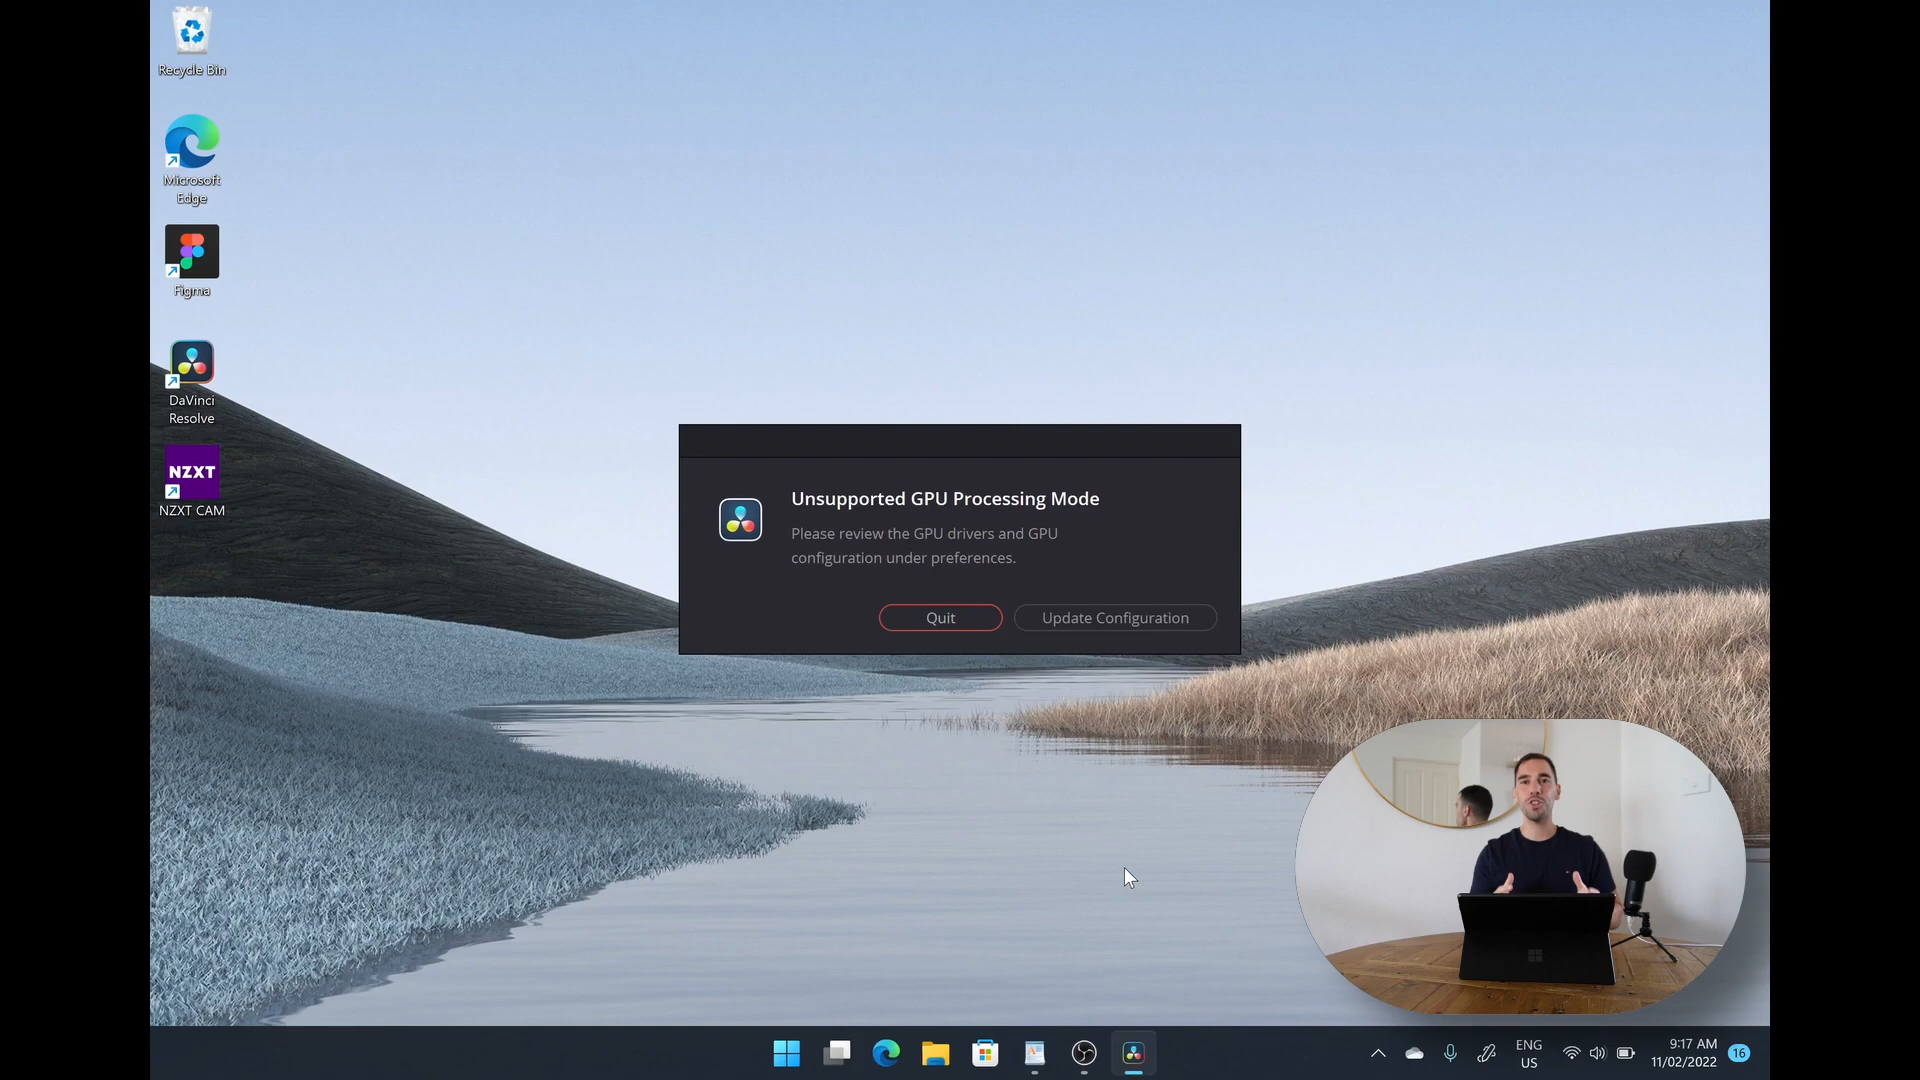 Recycle Bin
Microsoft
Edge
Figma
DaVinci
Resolve
NZXT
NZXT CAM
Unsupported GPU Processing Mode
Please review the GPU drivers and GPU
configuration under preferences.
Quit
Update Configuration
ENG
US
9:17 AM
11/02/2022
16